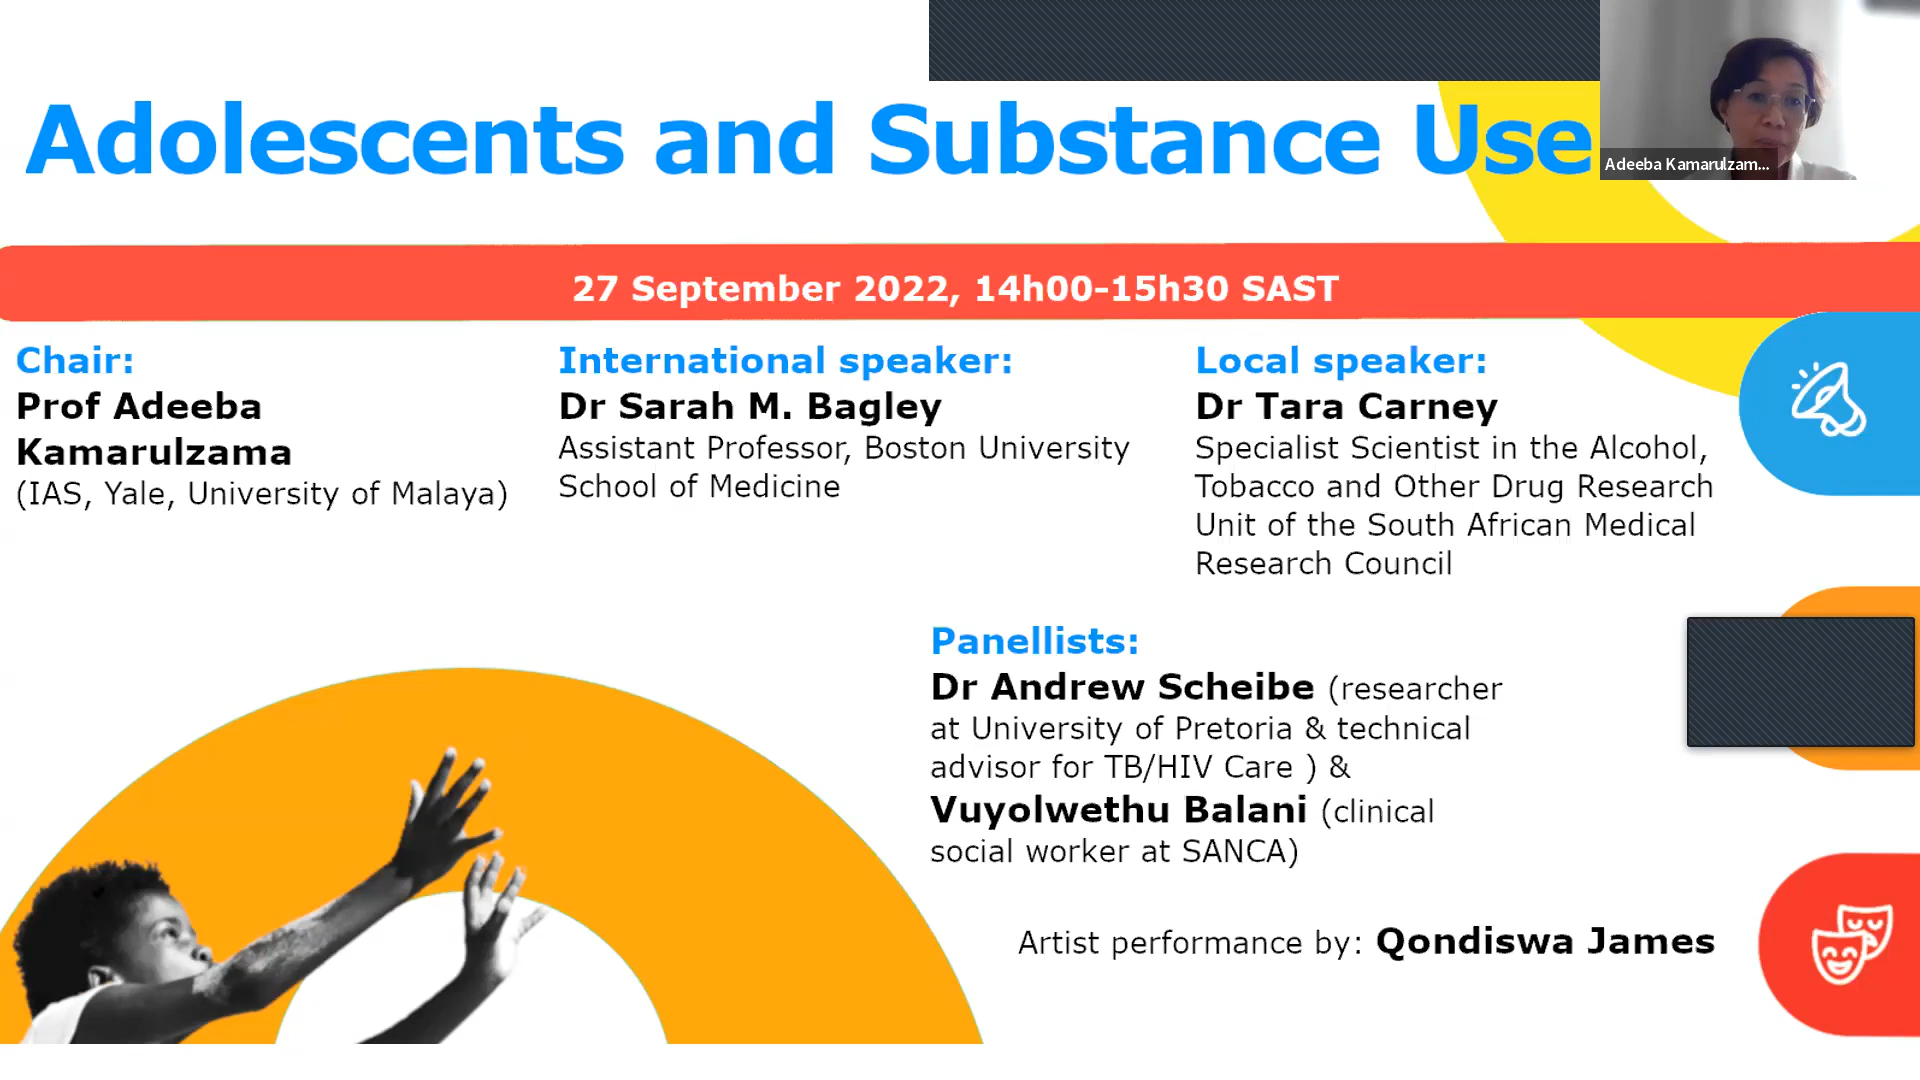 Adolescents and Substance Use
Adeeba Kamarulzam...
27 September 2022, 14h00-15h30 SAST
Chair:
Prof Adeeba
Kamarulzama
(IAS, Yale, University of Malaya)
International speaker:
Dr Sarah M. Bagley
Assistant Professor, Boston University
School of Medicine
Local speaker:
Dr Tara Carney
Specialist Scientist in the Alcohol,
Tobacco and Other Drug Research
Unit of the South African Medical
Research Council
Panellists:
Dr Andrew Scheibe (researcher
at University of Pretoria & technical
advisor for TB/HIV Care ) &
Vuyolwethu Balani (clinical
social worker at SANCA)
Artist performance by: Qondiswa James